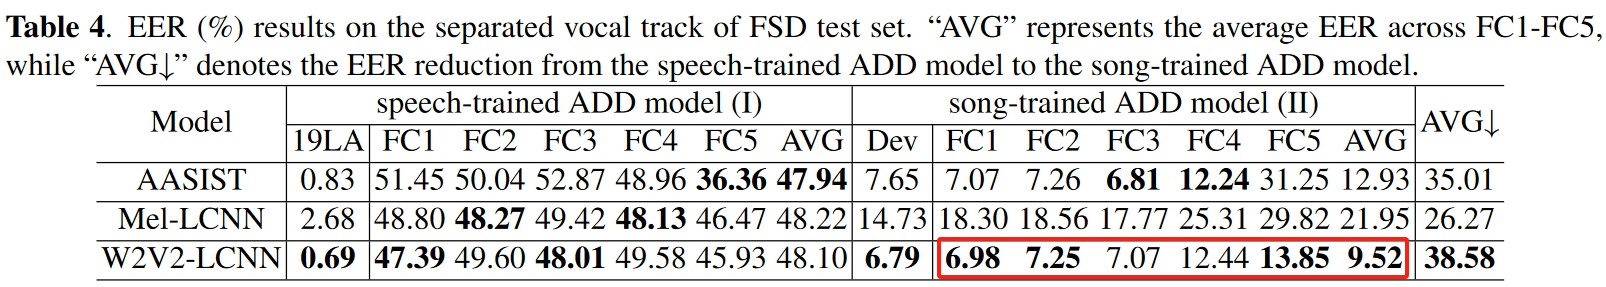 Table 4. EER (%) results on the separated vocal track of FSD test set. “AVG” represents the average EER across FC1-FC5,
while “AVG↓” denotes the EER reduction from the speech-trained ADD model to the song-trained ADD model.
Model speech-trained ADD model (I) song-trained ADD model (II) AVG↓
19LA FC1 FC2 FC3 FC4 FC5 AVG Dev FC1 FC2 FC3 FC4 FC5 AVG
AASIST 0.83 51.45 50.04 52.87 48.96 36.36 47.94 7.65 7.07 7.26 6.81 12.24 31.25 12.93 35.01
Mel-LCNN 2.68 48.80 48.27 49.42 48.13 46.47 48.22 14.73 18.30 18.56 17.77 25.31 29.82 21.95 26.27
W2V2-LCNN 0.69 47.39 49.60 48.01 49.58 45.93 48.10 6.79 6.98 7.25 7.07 12.44 13.85 9.52 38.58